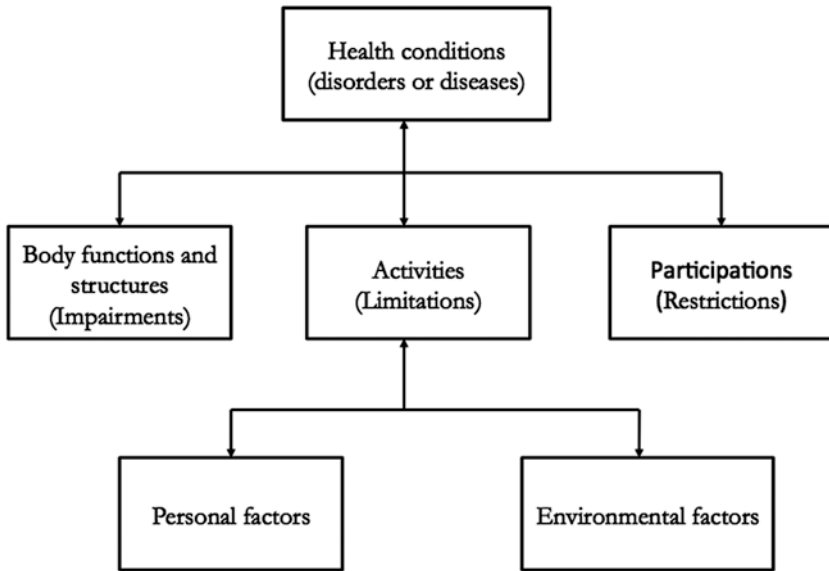 Health conditions
(disorders or diseases)
Body functions and
structures
(Impairments)
Activities
(Limitations)
Participations
(Restrictions)
Personal factors
Environmental factors